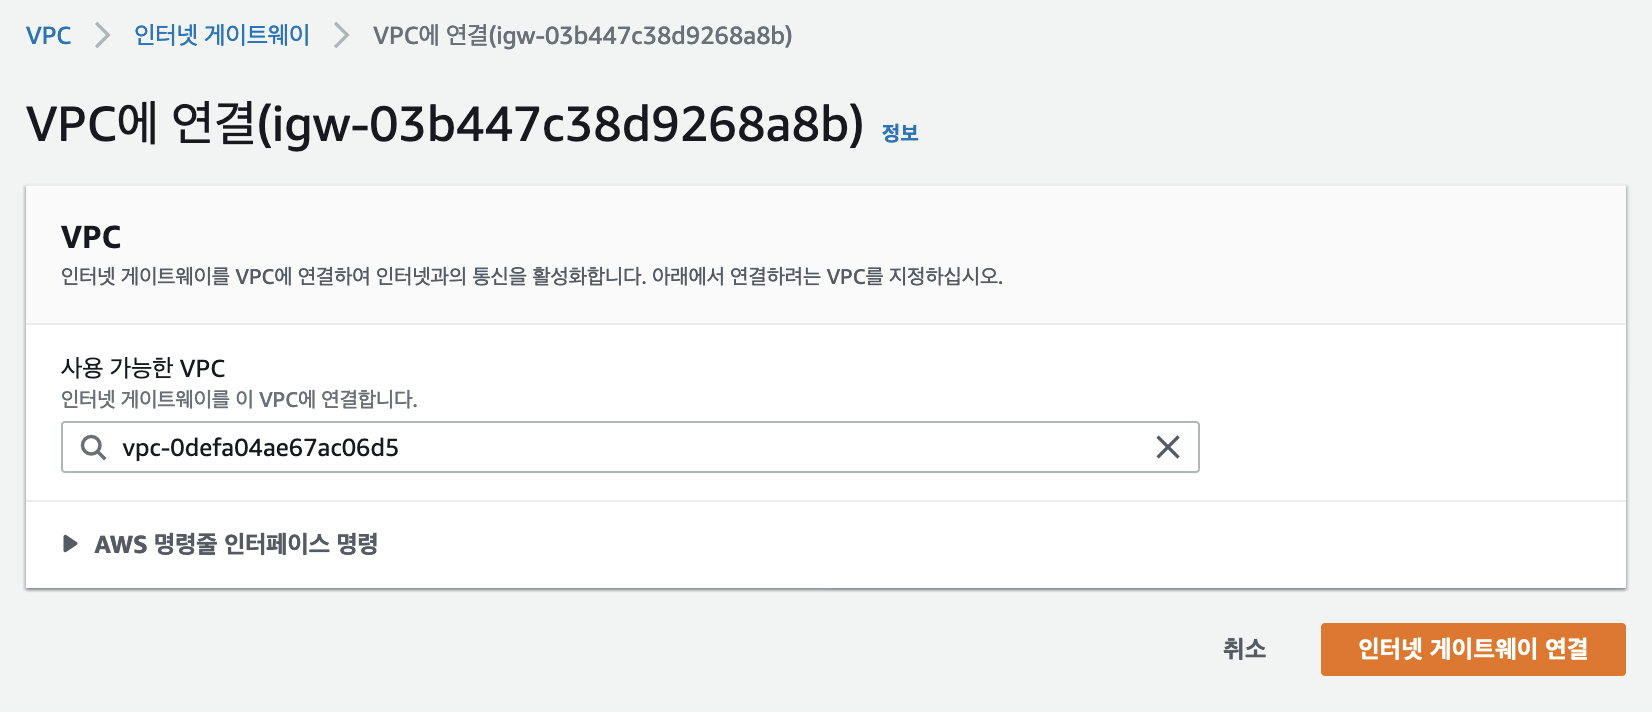 VPC > 인터넷 게이트웨이 > VPC에 연결(igw-03b447c38d9268a8b)
VPC에 연결(igw-03b447c38d9268a8b) 정보
VPC
인터넷 게이트웨이를 VPC에 연결하여 인터넷과의 통신을 활성화합니다. 아래에서 연결하려는 VPC를 지정하십시오.
사용 가능한 VPC
인터넷 게이트웨이를 이 VPC에 연결합니다.
vpc-0defa04ae67ac06d5
AWS 명령줄 인터페이스 명령
취소 인터넷 게이트웨이 연결